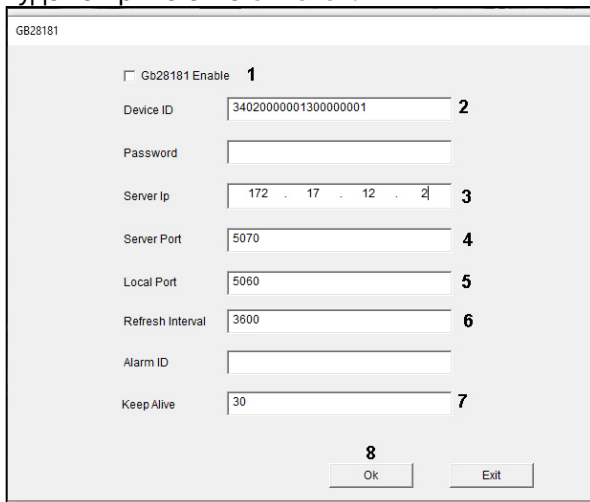 GB28181
Gb28181 Enable 1
Device ID 34020000001300000001 2
Password
Server Ip 172 . 17 . 12 . 2 3
Server Port 5070 4
Local Port 5060 5
Refresh Interval 3600 6
Alarm ID
Keep Alive 30 7
8
Ok Exit